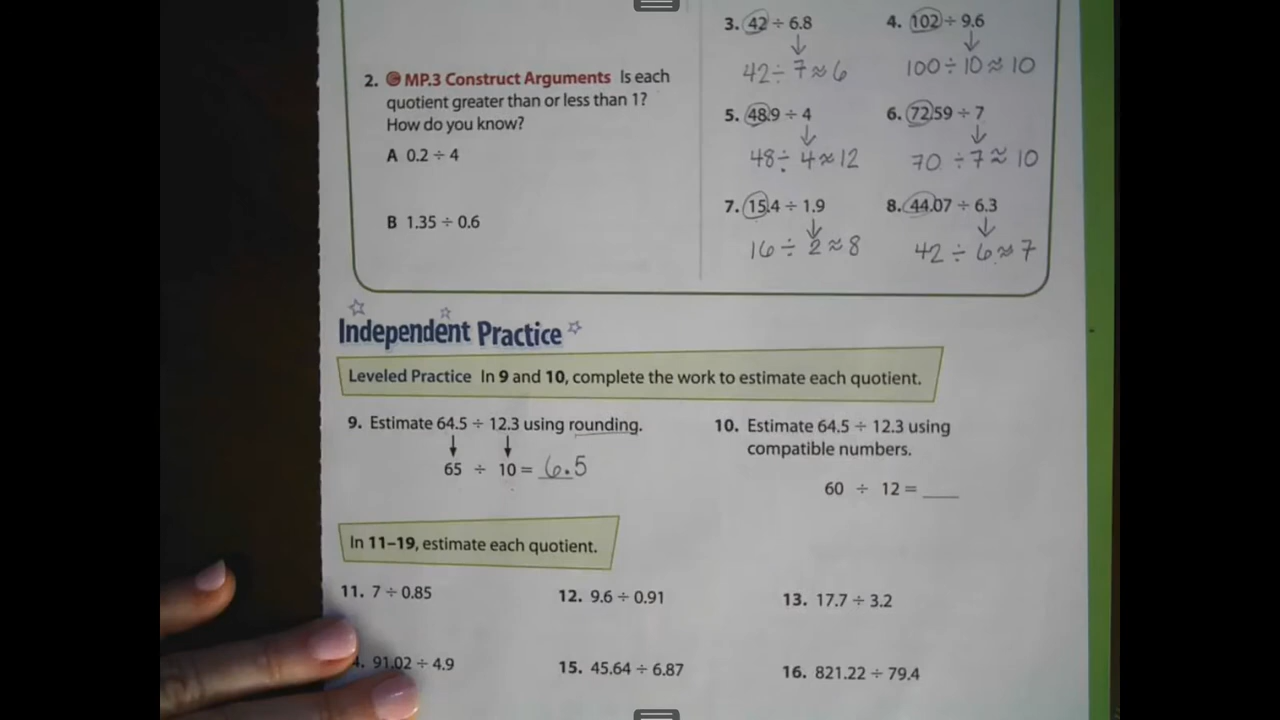 2. MP.3 Construct Arguments Is each
quotient greater than or less than 1?
How do you know?
A 0.2 ÷ 4
B 1.35 ÷ 0.6
3. 42 ÷ 6.8
42 ÷ 7 ≈ 6
4. 102 ÷ 9.6
100 ÷ 10 ≈ 10
5. 48.9 ÷ 4
48 ÷ 4 ≈ 12
6. 72.59 ÷ 7
70 ÷ 7 ≈ 10
7. 15.4 ÷ 1.9
16 ÷ 2 ≈ 8
8. 44.07 ÷ 6.3
42 ÷ 6 ≈ 7
Independent Practice
Leveled Practice In 9 and 10, complete the work to estimate each quotient.
9. Estimate 64.5 ÷ 12.3 using rounding.
65 ÷ 10 = 6.5
10. Estimate 64.5 ÷ 12.3 using
compatible numbers.
60 ÷ 12 = ____
In 11–19, estimate each quotient.
11. 7 ÷ 0.85
12. 9.6 ÷ 0.91
13. 17.7 ÷ 3.2
4. 91.02 ÷ 4.9
15. 45.64 ÷ 6.87
16. 821.22 ÷ 79.4